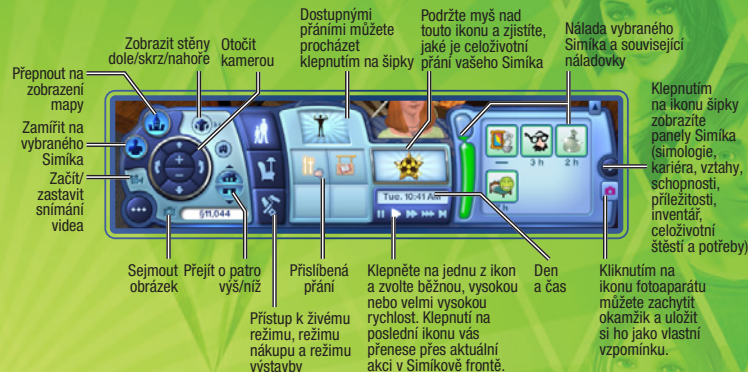 Zobrazit stěny
dole/skrz/nahoře
Otočit
kamerou
Dostupnými
přáními můžete
procházet
klepnutím na šipky
Podržte myš nad
touto ikonu a zjistíte,
jaké je celoživotní
přání vašeho Simíka
Nálada vybraného
Simíka a související
náladovky
Přepnout na
zobrazení
mapy
Zamířit na
vybraného
Simíka
Začít/
zastavit
snímání
videa
Klepnutím
na ikonu šipky
zobrazíte
panely Simíka
(simologie,
kariéra, vztahy,
schopnosti,
příležitosti,
inventář,
celoživotní
štěstí a potřeby)
3 h
2 h
h
Tue. 10:41 AM
§11,044
Sejmout
obrázek
Přejít o patro
výš/níž
Přístup k živému
režimu, režimu
nákupu a režimu
výstavby
Přislíbená
přání
Klepněte na jednu z ikon
a zvolte běžnou, vysokou
nebo velmi vysokou
rychlost. Klepnutí na
poslední ikonu vás
přenese přes aktuální
akci v Simíkově frontě.
Den
a čas
Kliknutím na
ikonu fotoaparátu
můžete zachytit
okamžik a uložit
si ho jako vlastní
vzpomínku.